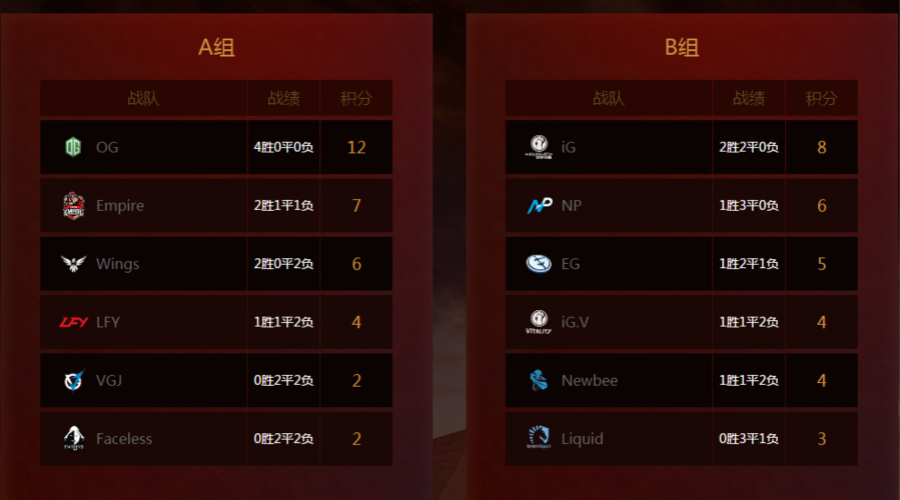 A组
战队 战绩 积分
OG 4胜0平0负 12
Empire 2胜1平1负 7
Wings 2胜0平2负 6
LFY LFY 1胜1平2负 4
VGJ 0胜2平2负 2
Faceless 0胜2平2负 2
B组
战队 战绩 积分
iG 2胜2平0负 8
NP 1胜3平0负 6
EG 1胜2平1负 5
VITALITY iG.V 1胜1平2负 4
Newbee 1胜1平2负 4
Liquid 0胜3平1负 3